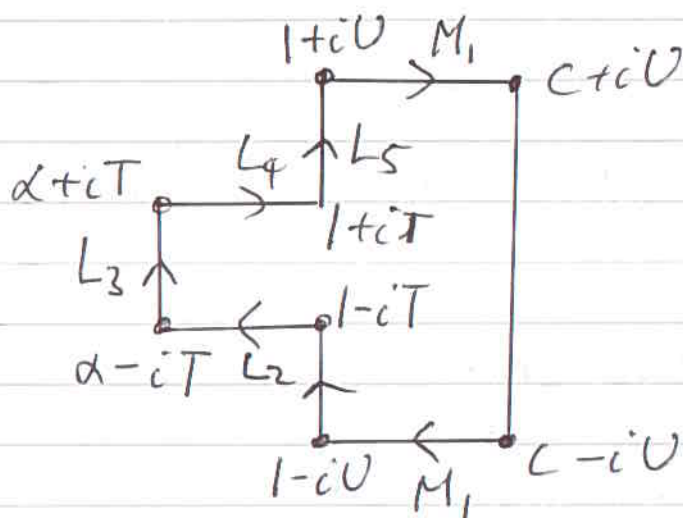 1+iU M₁ C+iU
L₄ L₅
α+iT
1+iT
L₃
1-iT
α-iT L₂
1-iU M₁ C-iU